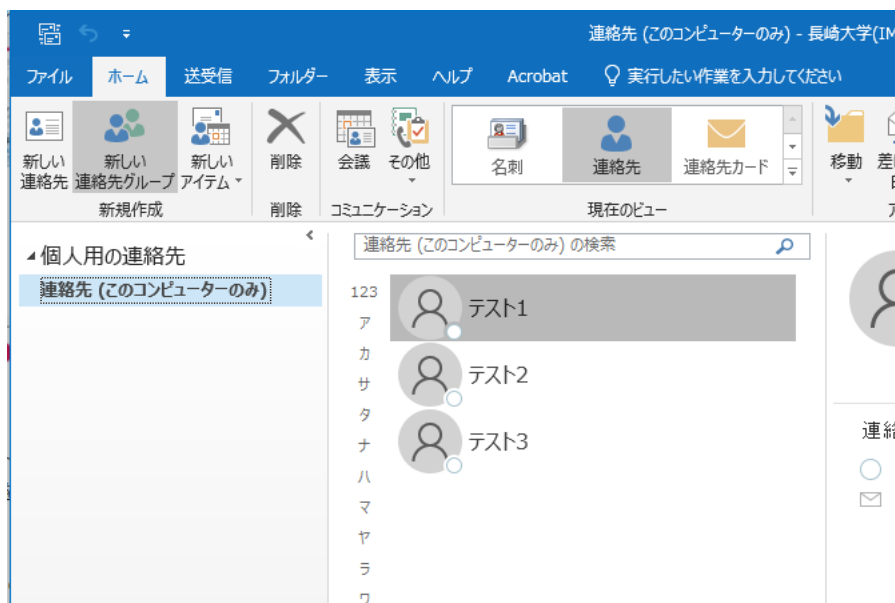 連絡先 (このコンピューターのみ) - 長崎大学(IM
ファイル ホーム 送受信 フォルダー 表示 ヘルプ Acrobat 実行したい作業を入力してください
新しい 連絡先
新しい 連絡先グループ
新しい アイテム
削除
会議
その他
名刺
連絡先
連絡先カード
移動
新規作成 削除 コミュニケーション 現在のビュー
個人用の連絡先
連絡先 (このコンピューターのみ)
連絡先 (このコンピューターのみ) の検索
123
ア
カ
サ
タ
ナ
ハ
マ
ヤ
ラ
ワ
テスト1
テスト2
テスト3
連絡